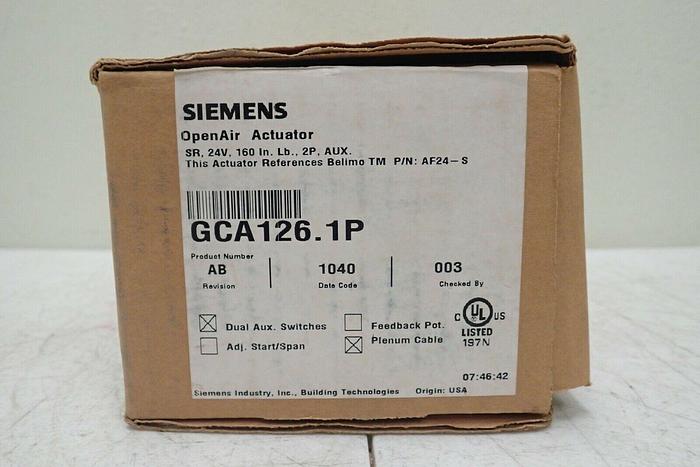 SIEMENS
OpenAir Actuator
SR, 24V, 160 In. Lb., 2P, AUX.
This Actuator References Belimo TM P/N: AF24-S
GCA126.1P
Product Number
AB | 1040 | 003
Revision Date Code Checked By
Dual Aux. Switches Feedback Pot.
Adj. Start/Span Plenum Cable
C UL US
LISTED
197N
07:46:42
Siemens Industry, Inc., Building Technologies Origin: USA